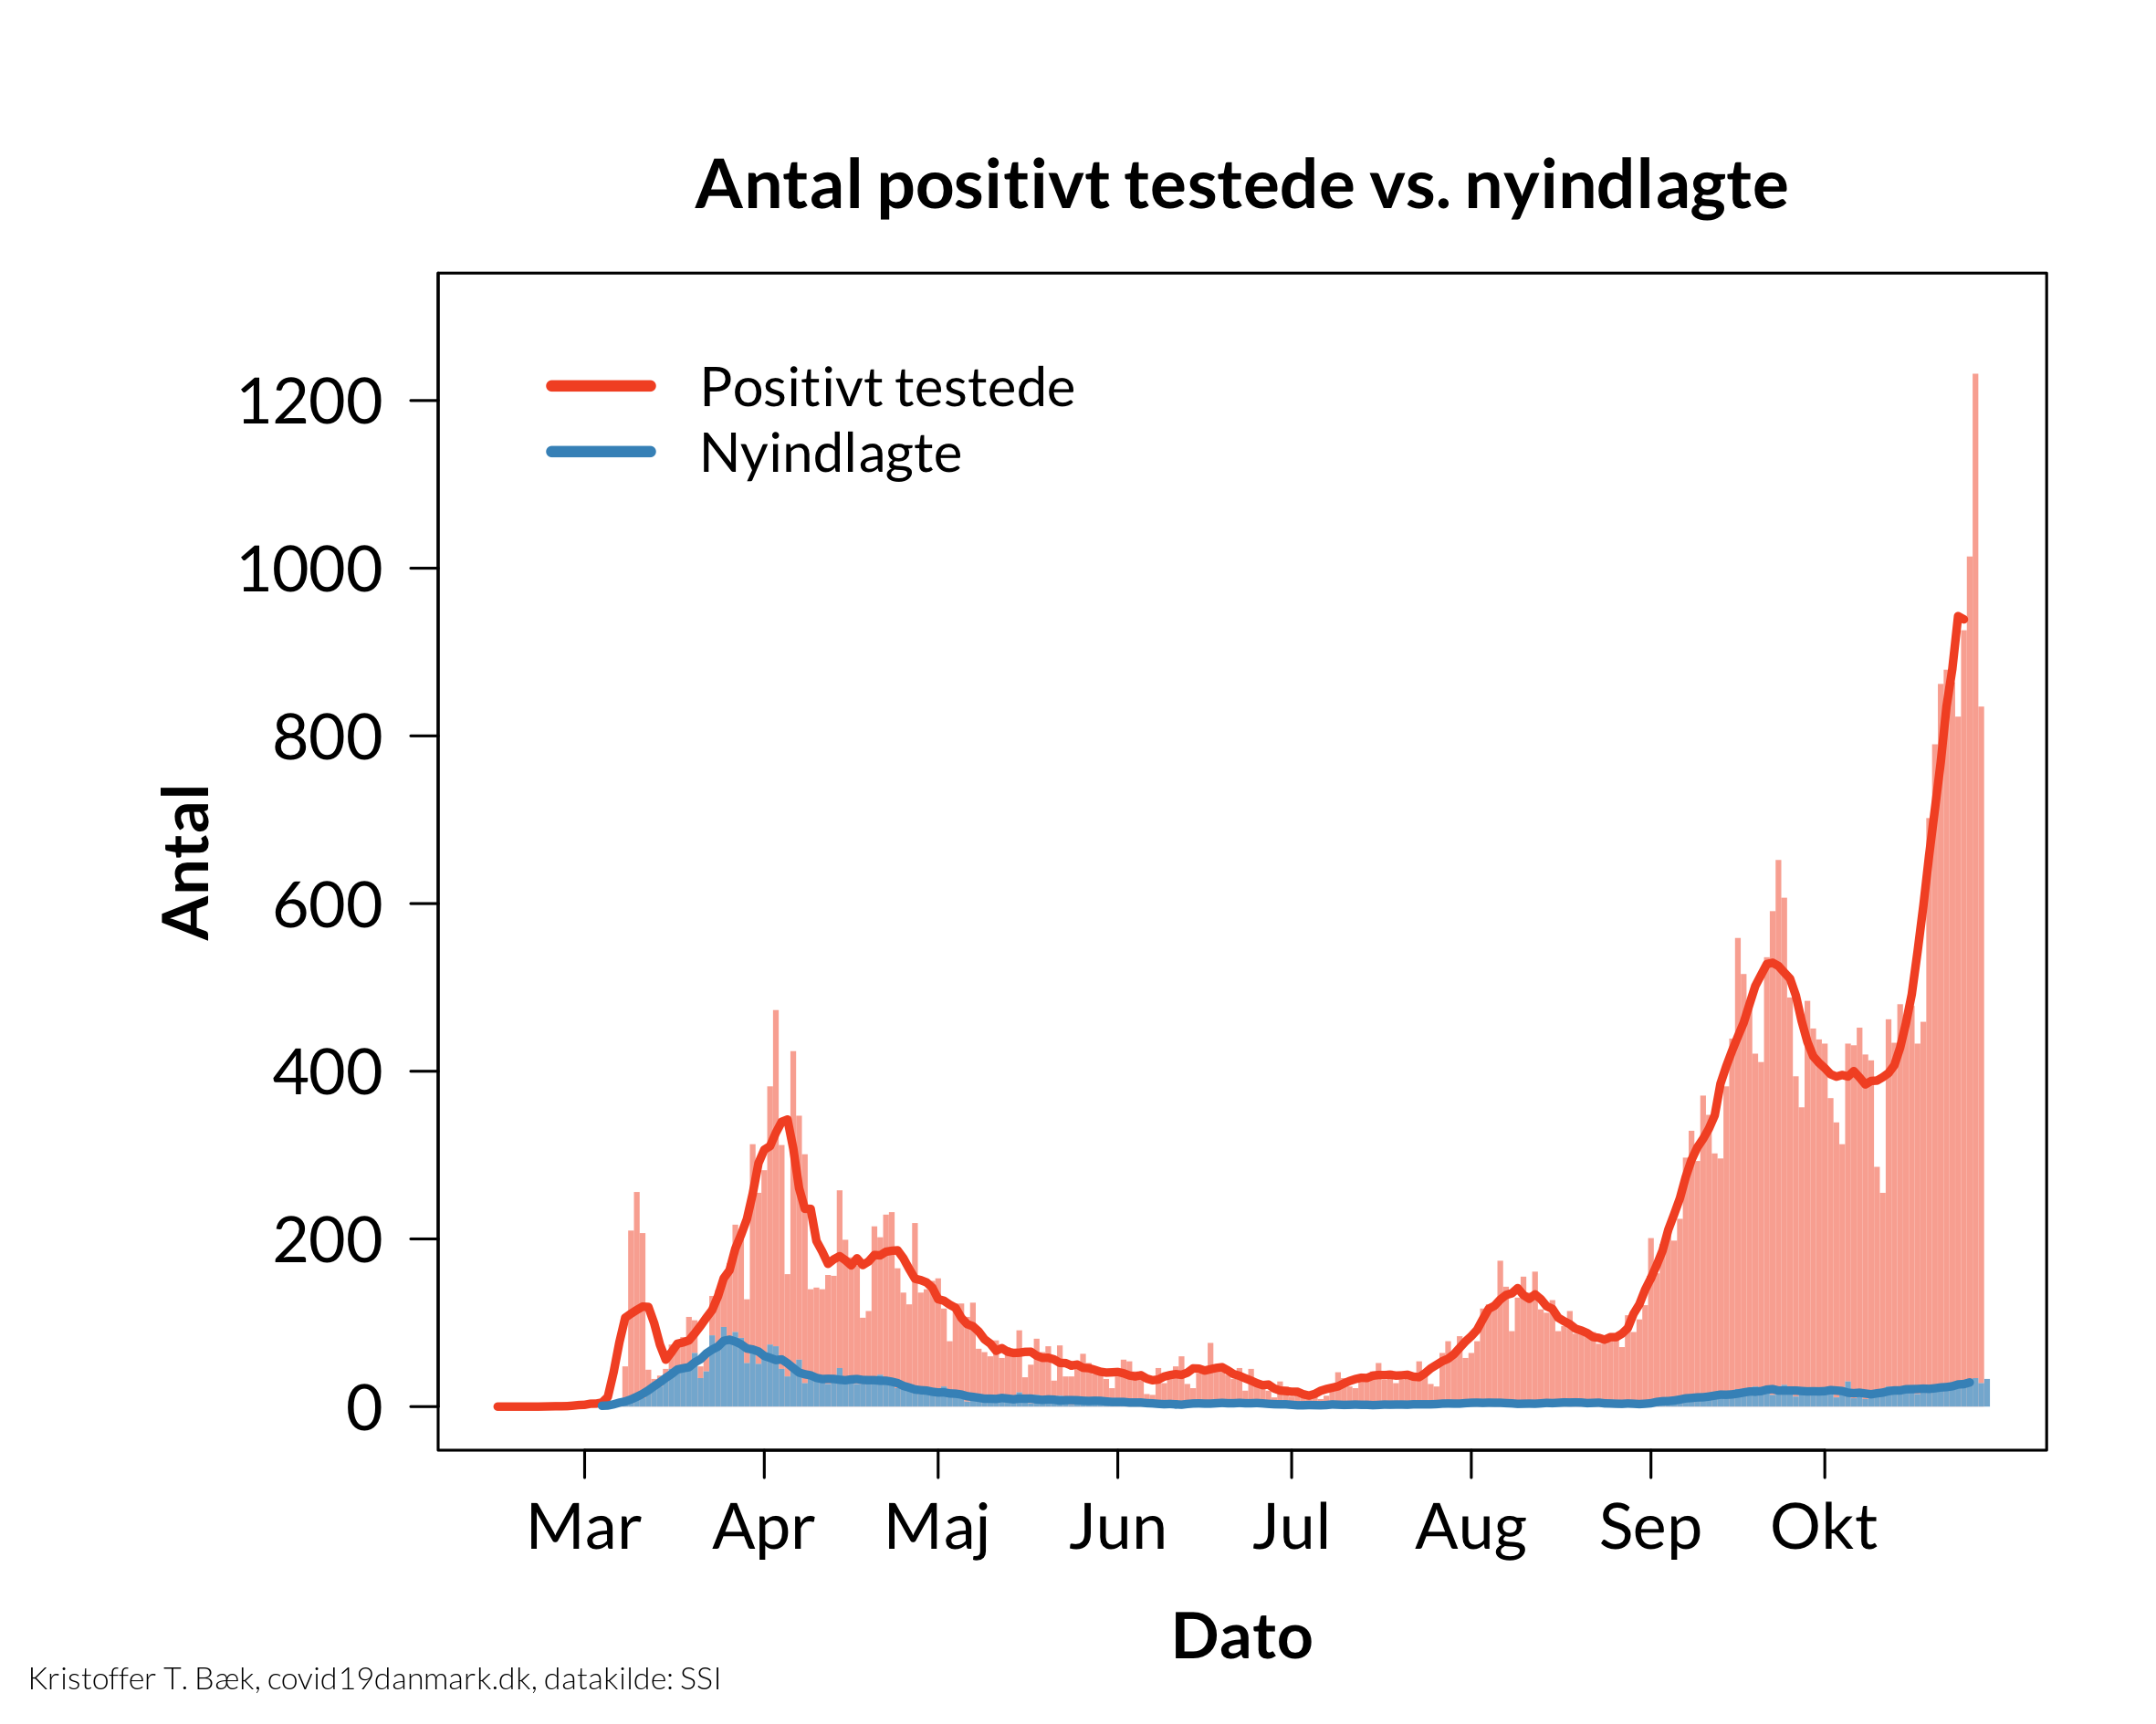 Antal positivt testede vs. nyindlagte
Positivt testede
Nyindlagte
1200
1000
800
600
400
200
0
Antal
Mar Apr Maj Jun Jul Aug Sep Okt
Dato
Kristoffer T. Bæk, covid19danmark.dk, datakilde: SSI